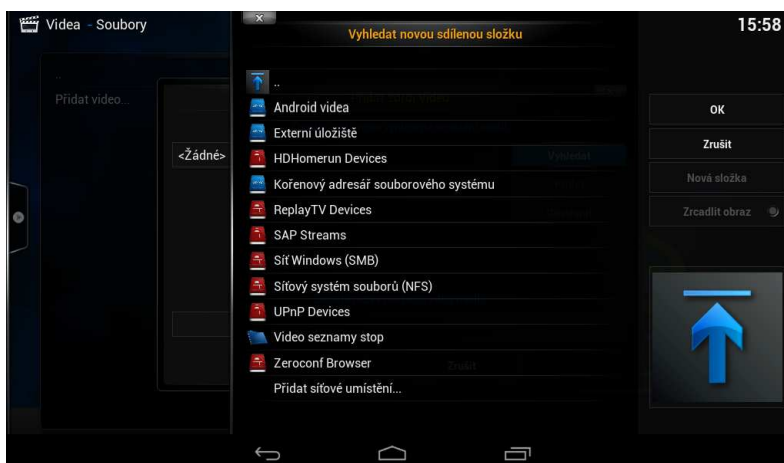 Videa - Soubory
Vyhledat novou sdílenou složku
15:58
..
Přidat video...
<Žádné>
..
Android videa
Externí úložiště
HDHomerun Devices
Kořenový adresář souborového systému
ReplayTV Devices
SAP Streams
Síť Windows (SMB)
Síťový systém souborů (NFS)
UPnP Devices
Video seznamy stop
Zeroconf Browser
Přidat síťové umístění...
Vyhledat
Zrušit
OK
Zrušit
Nová složka
Zrcadlit obraz